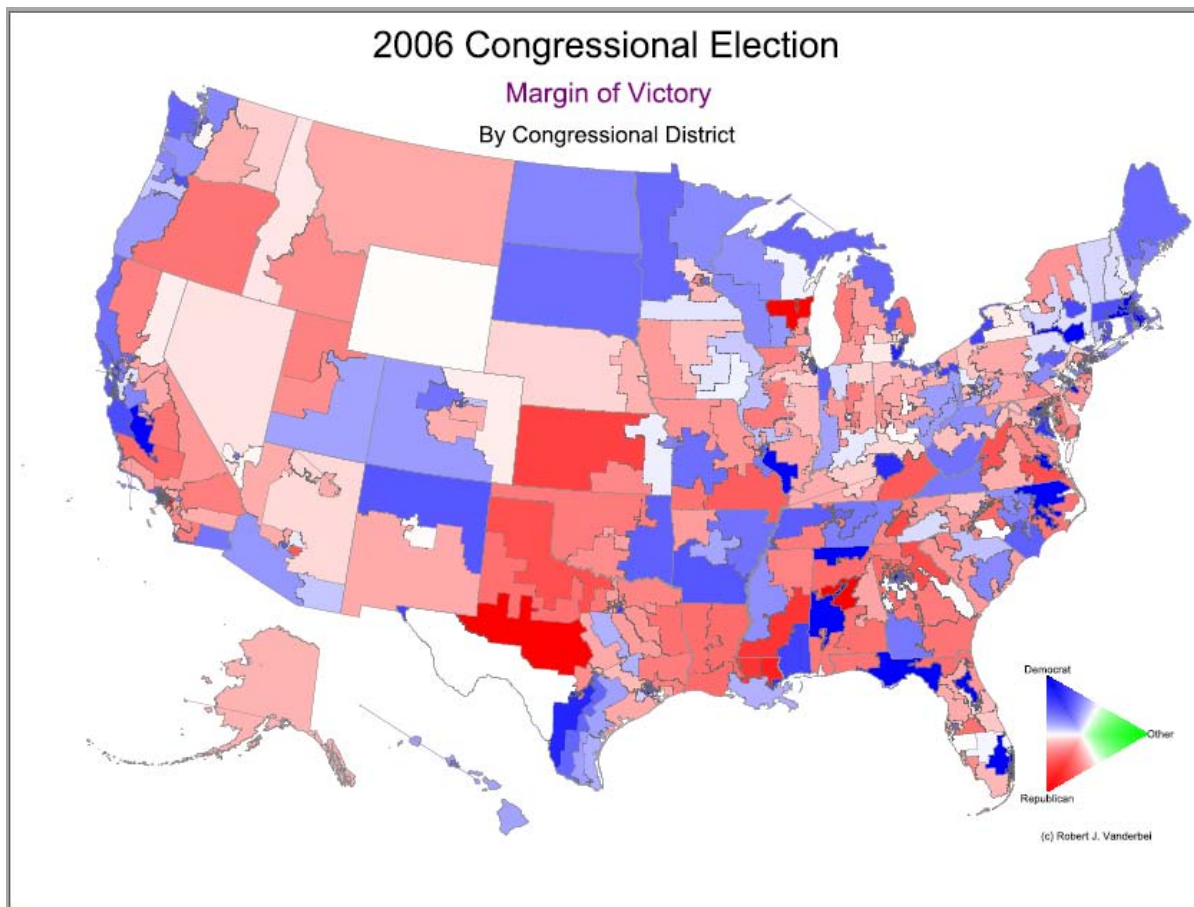 2006 Congressional Election
Margin of Victory
By Congressional District
Democrat
Other
Republican
(c) Robert J. Vanderbei